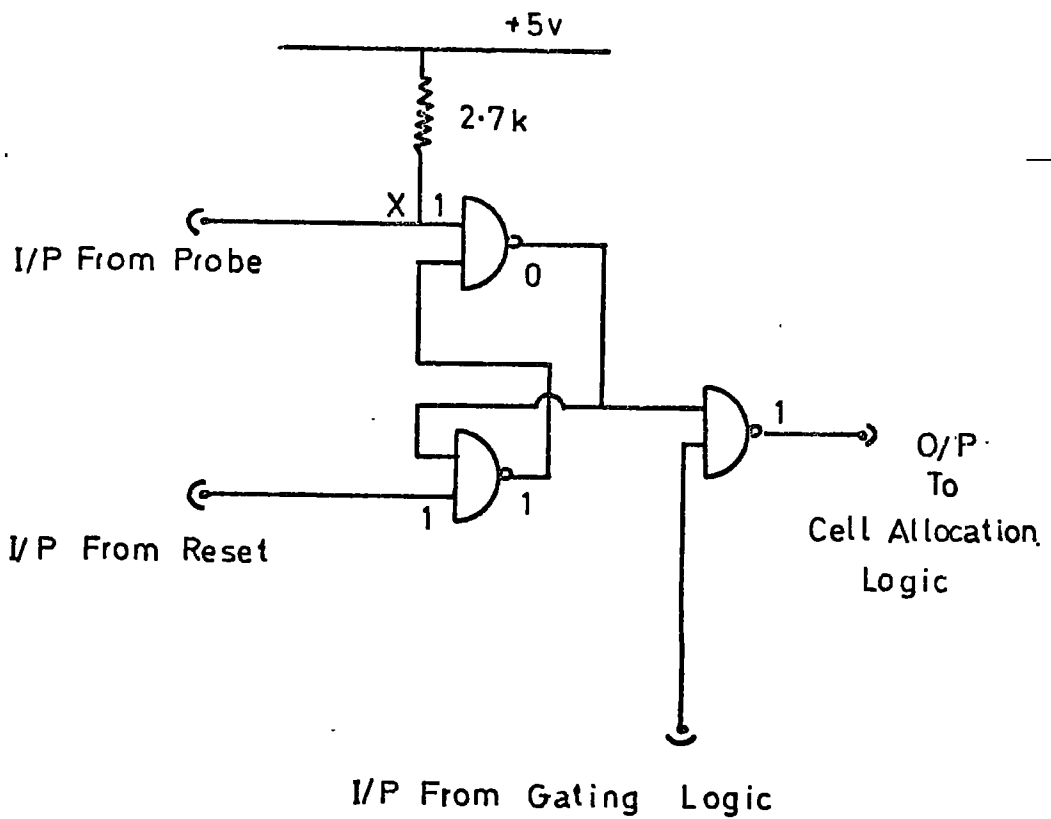 +5v
2·7k
X 1
I/P From Probe
0
1
O/P
To
Cell Allocation
Logic
1
1
I/P From Reset
I/P From Gating Logic